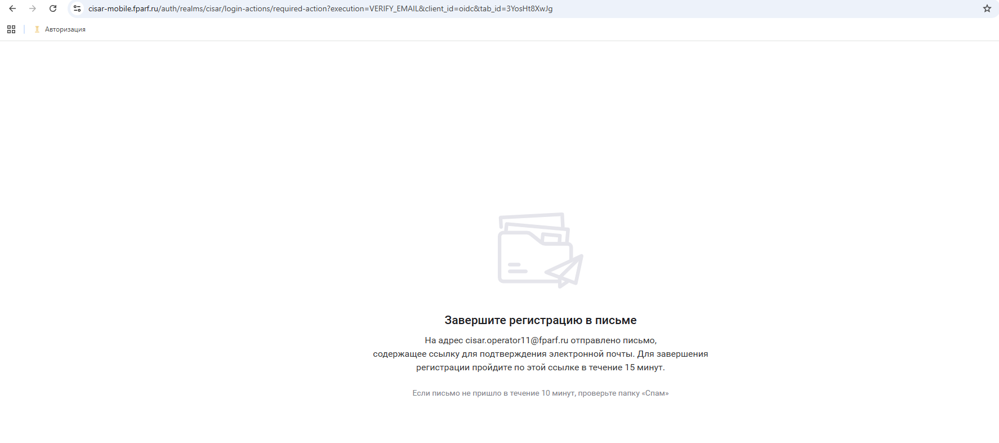 cisar-mobile.fparf.ru/auth/realms/cisar/login-actions/required-action?execution=VERIFY_EMAIL&client_id=oidc&tab_id=3YosHt8XwJg
Авторизация
Завершите регистрацию в письме
На адрес cisar.operator11@fparf.ru отправлено письмо,
содержащее ссылку для подтверждения электронной почты. Для завершения
регистрации пройдите по этой ссылке в течение 15 минут.
Если письмо не пришло в течение 10 минут, проверьте папку «Спам»